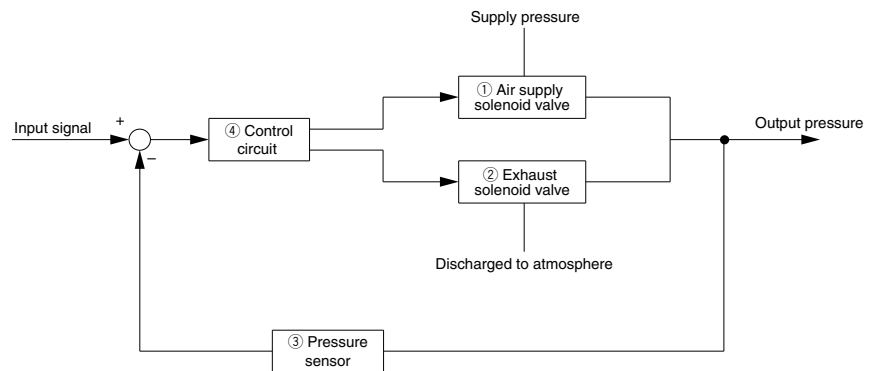 Supply pressure
① Air supply
solenoid valve
Input signal
+
−
④ Control
circuit
Output pressure
② Exhaust
solenoid valve
Discharged to atmosphere
③ Pressure
sensor